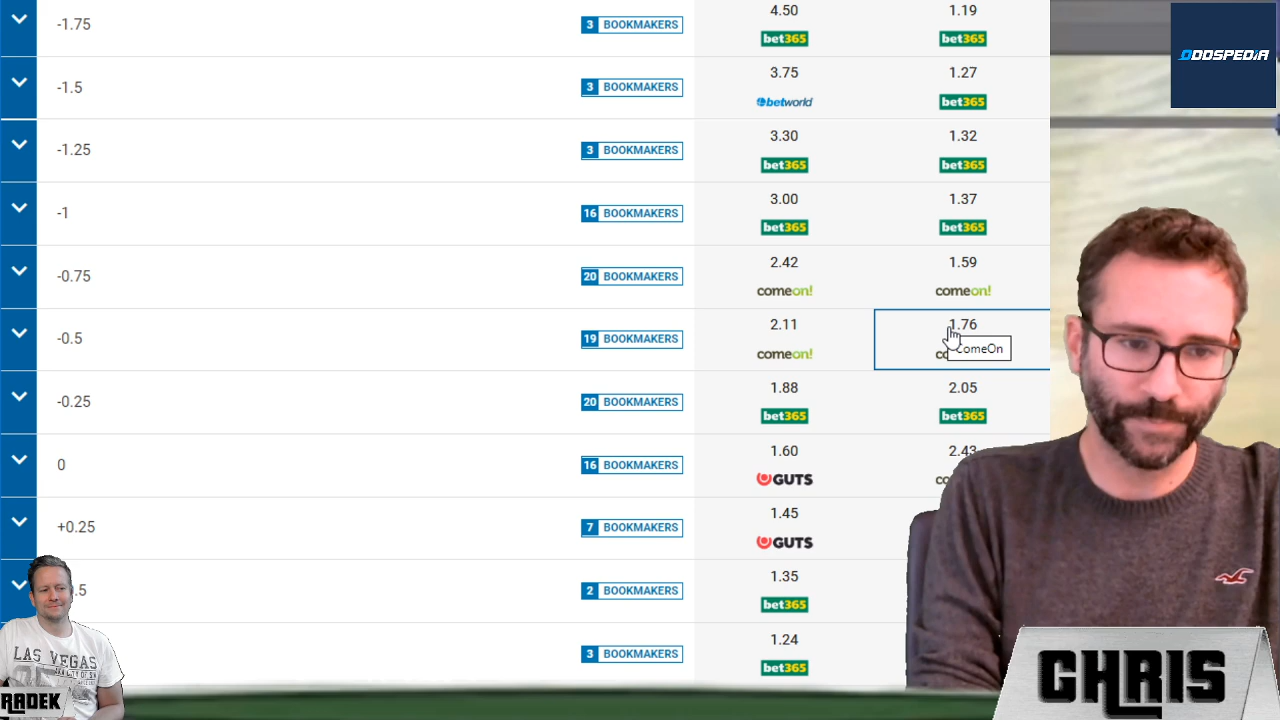 -1.75 3 BOOKMAKERS 4.50 1.19
bet365 bet365
ODDSPEDIA
-1.5 3 BOOKMAKERS 3.75 1.27
betworld bet365
-1.25 3 BOOKMAKERS 3.30 1.32
bet365 bet365
-1 16 BOOKMAKERS 3.00 1.37
bet365 bet365
-0.75 20 BOOKMAKERS 2.42 1.59
comeon! comeon!
-0.5 19 BOOKMAKERS 2.11 1.76
comeon! ComeOn
-0.25 20 BOOKMAKERS 1.88 2.05
bet365 bet365
0 16 BOOKMAKERS 1.60 2.43
GUTS
+0.25 7 BOOKMAKERS 1.45
GUTS
2 BOOKMAKERS 1.35
bet365
3 BOOKMAKERS 1.24
bet365
LAS VEGAS
RADEK
CHRIS